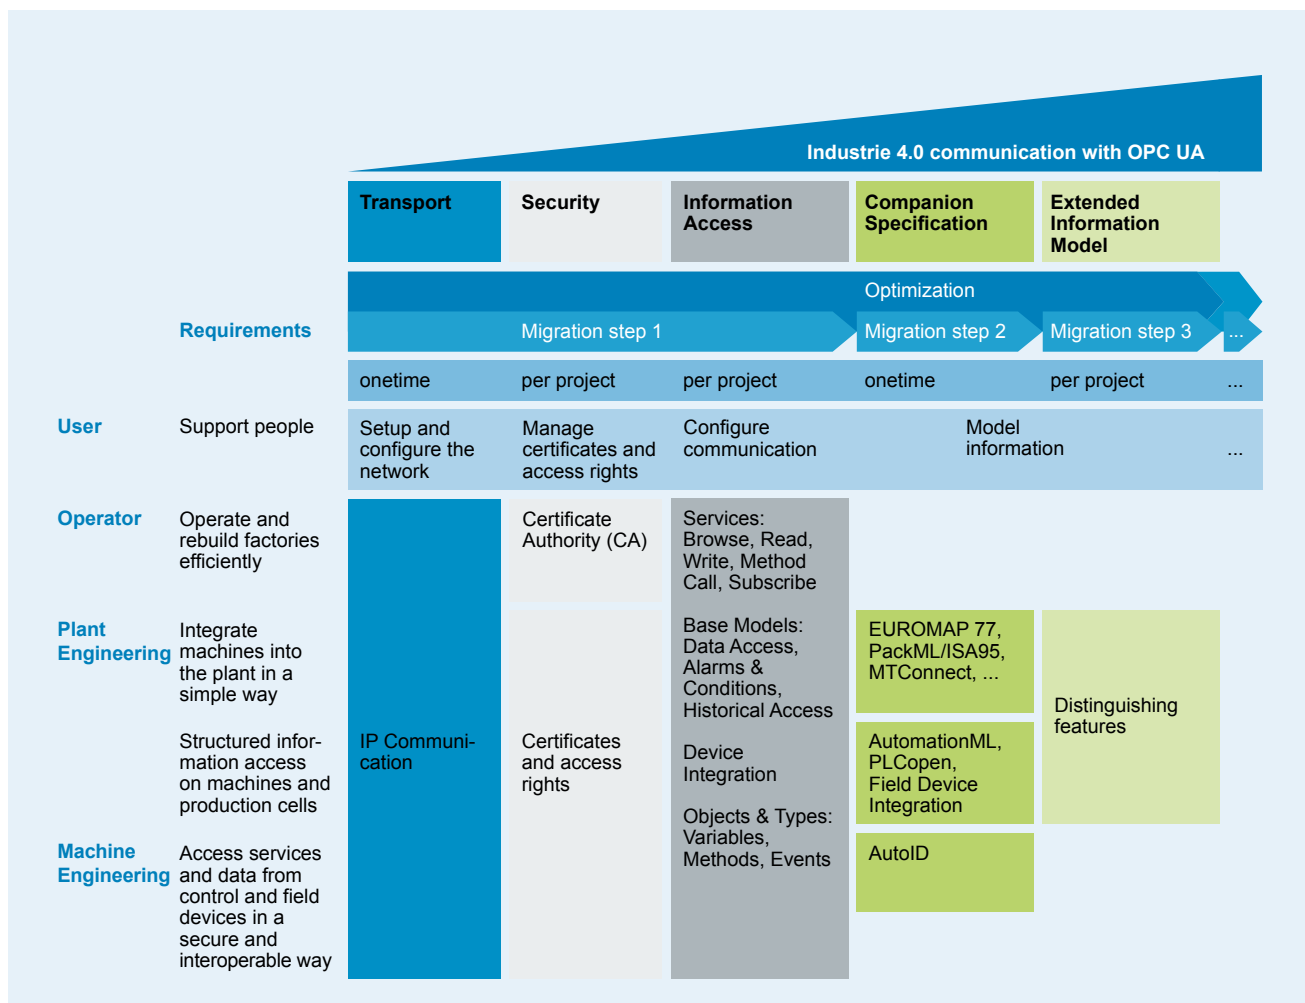 Industrie 4.0 communication with OPC UA
Transport
Security
Information
Access
Companion
Specification
Extended
Information
Model
Optimization
Requirements
Migration step 1
Migration step 2
Migration step 3
...
onetime
per project
per project
onetime
per project
...
User
Support people
Setup and
configure the
network
Manage
certificates and
access rights
Configure
communication
Model
information
...
Operator
Operate and
rebuild factories
efficiently
Certificate
Authority (CA)
Services:
Browse, Read,
Write, Method
Call, Subscribe
Plant
Engineering
Integrate
machines into
the plant in a
simple way
Base Models:
Data Access,
Alarms &
Conditions,
Historical Access
EUROMAP 77,
PackML/ISA95,
MTConnect, ...
Distinguishing
features
Structured infor-
mation access
on machines and
production cells
IP Communi-
cation
Certificates
and access
rights
Device
Integration
AutomationML,
PLCopen,
Field Device
Integration
Objects & Types:
Variables,
Methods, Events
Machine
Engineering
Access services
and data from
control and field
devices in a
secure and
interoperable way
AutoID